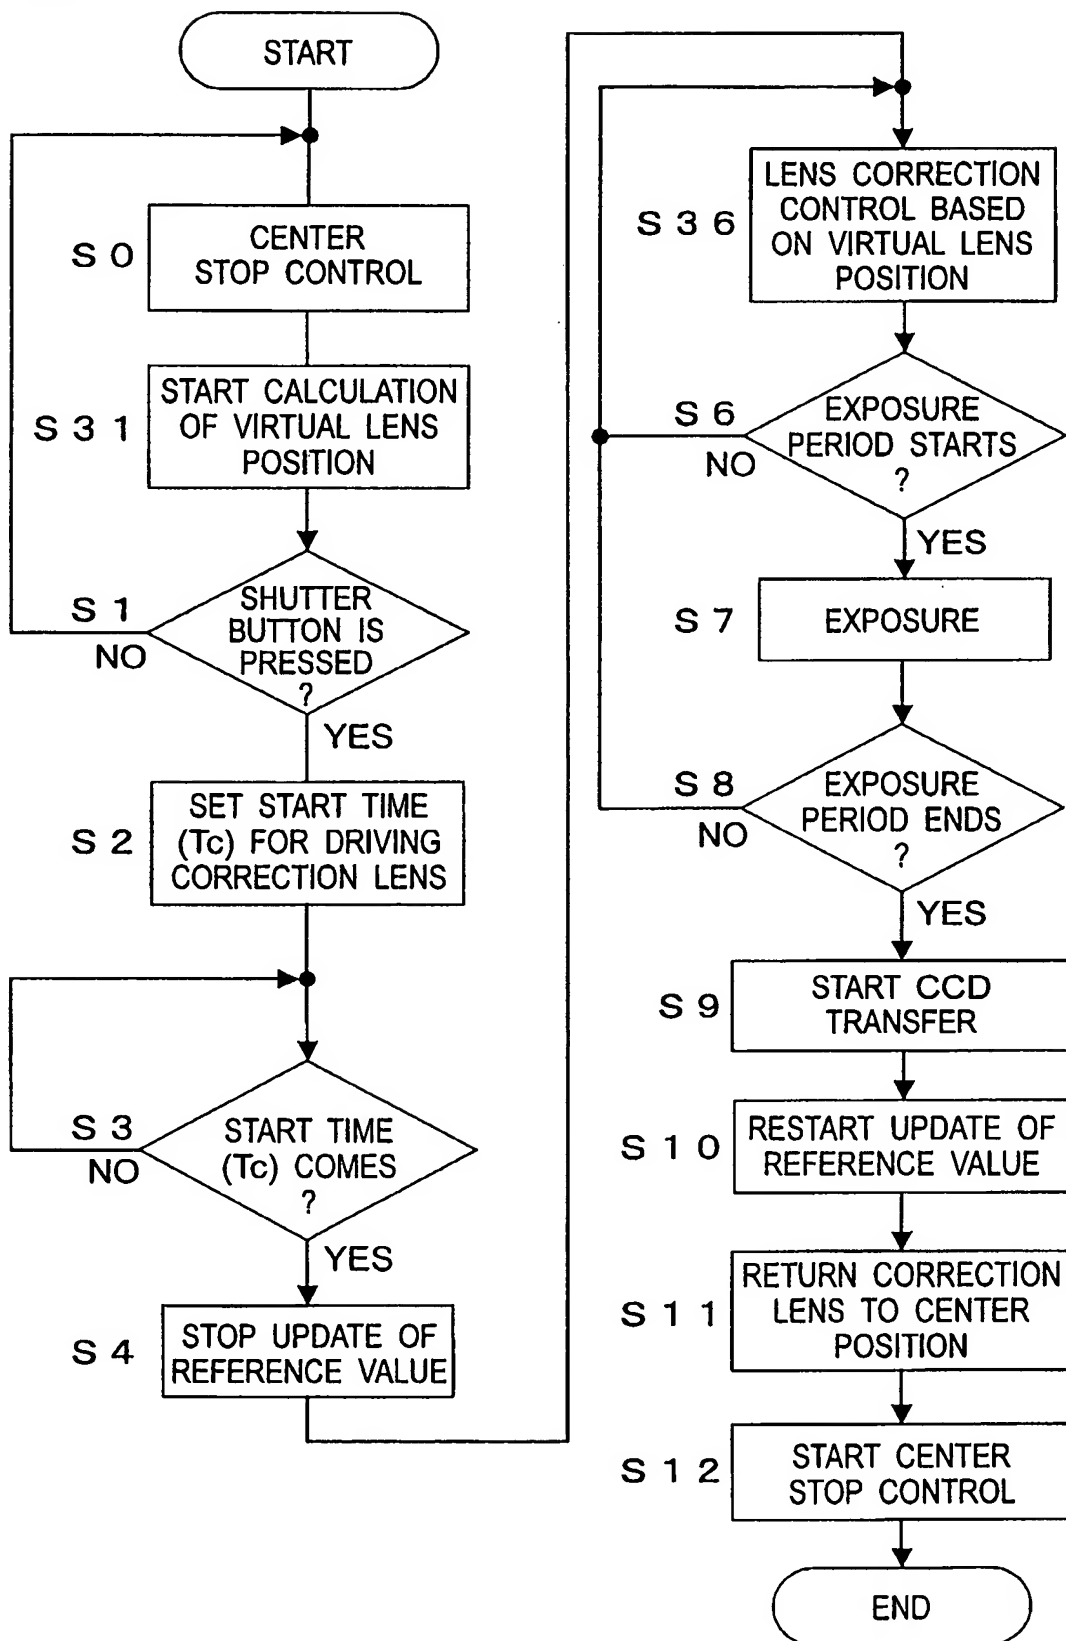 START
S 0
CENTER
STOP CONTROL
S 3 1
START CALCULATION
OF VIRTUAL LENS
POSITION
S 1
SHUTTER
BUTTON IS
PRESSED
?
NO
YES
S 2
SET START TIME
(Tc) FOR DRIVING
CORRECTION LENS
S 3
START TIME
(Tc) COMES
?
NO
YES
S 4
STOP UPDATE OF
REFERENCE VALUE
S 3 6
LENS CORRECTION
CONTROL BASED
ON VIRTUAL LENS
POSITION
S 6
EXPOSURE
PERIOD STARTS
?
NO
YES
S 7
EXPOSURE
S 8
EXPOSURE
PERIOD ENDS
?
NO
YES
S 9
START CCD
TRANSFER
S 1 0
RESTART UPDATE OF
REFERENCE VALUE
S 1 1
RETURN CORRECTION
LENS TO CENTER
POSITION
S 1 2
START CENTER
STOP CONTROL
END